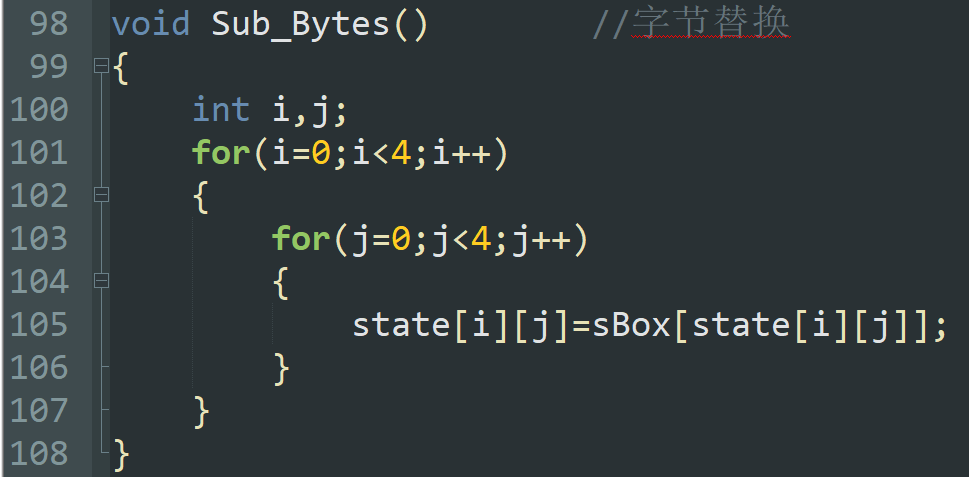 98 void Sub_Bytes()        //字节替换
99 {
100     int i,j;
101     for(i=0;i<4;i++)
102     {
103         for(j=0;j<4;j++)
104         {
105             state[i][j]=sBox[state[i][j]];
106         }
107     }
108 }